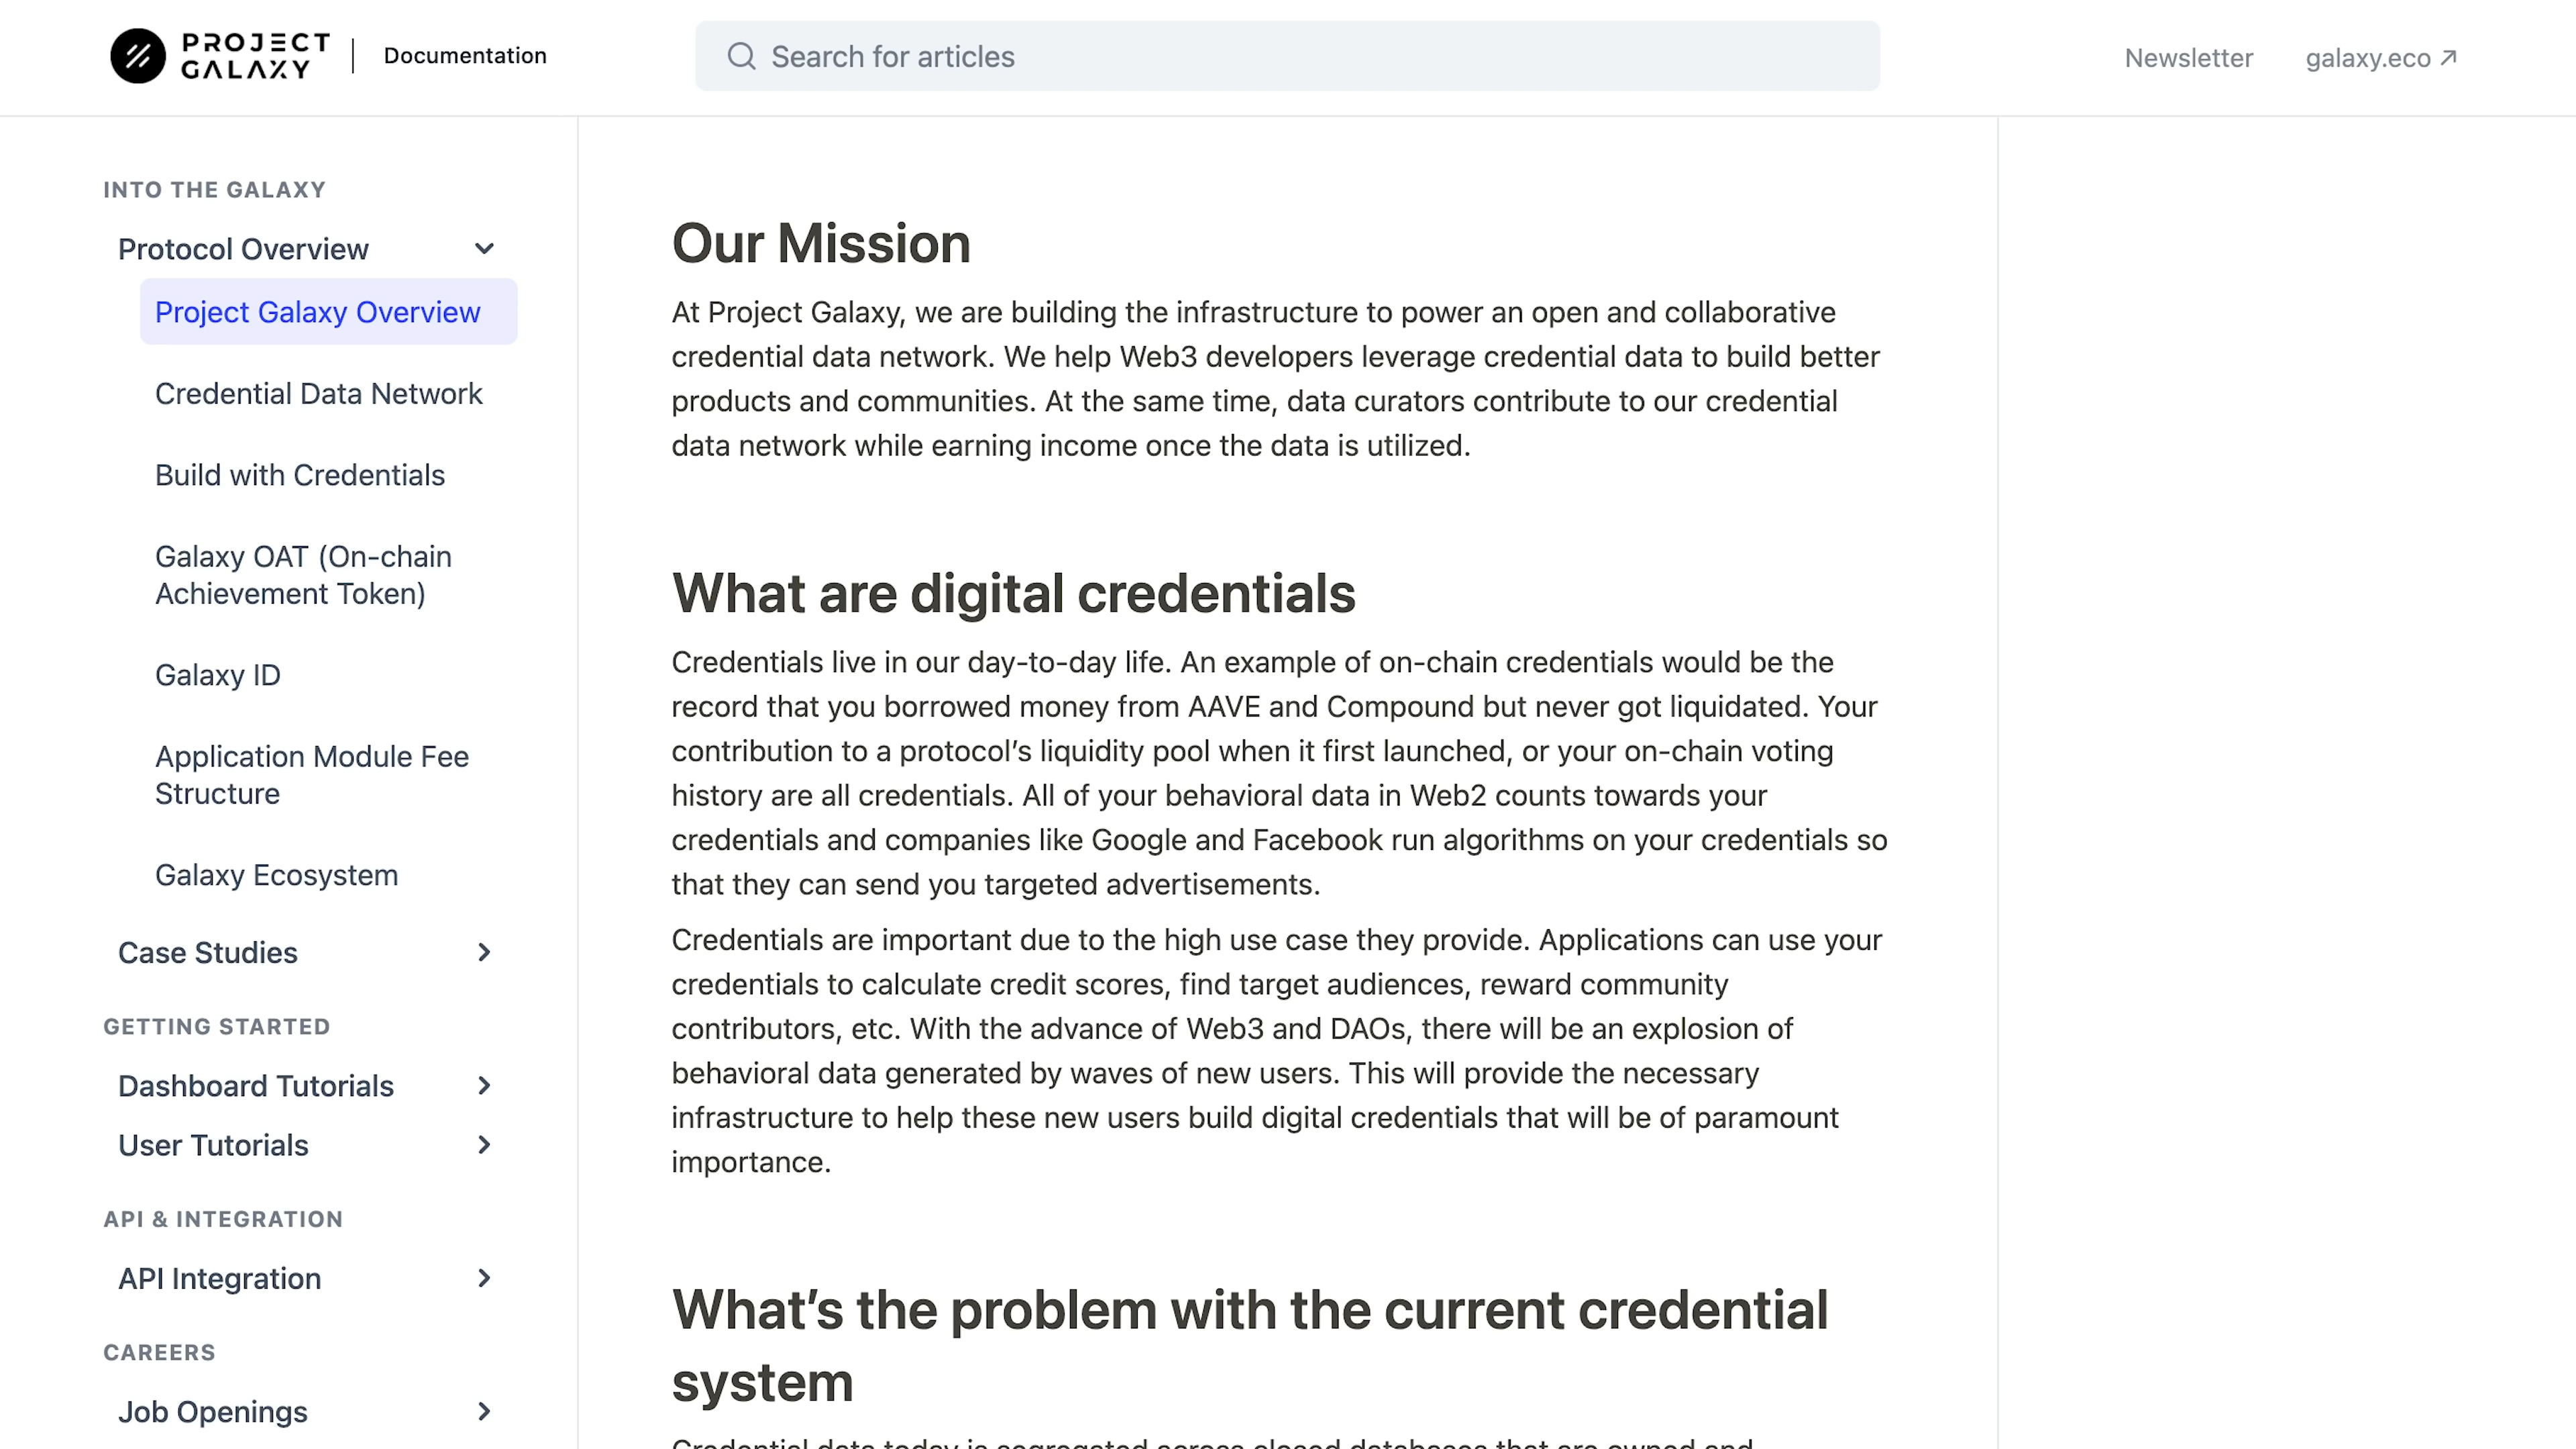 PROJECT
GALAXY
Documentation
Search for articles
Newsletter
galaxy.eco
INTO THE GALAXY
Protocol Overview
Project Galaxy Overview
Credential Data Network
Build with Credentials
Galaxy OAT (On-chain
Achievement Token)
Galaxy ID
Application Module Fee
Structure
Galaxy Ecosystem
Case Studies
GETTING STARTED
Dashboard Tutorials
User Tutorials
API & INTEGRATION
API Integration
CAREERS
Job Openings
Our Mission
At Project Galaxy, we are building the infrastructure to power an open and collaborative
credential data network. We help Web3 developers leverage credential data to build better
products and communities. At the same time, data curators contribute to our credential
data network while earning income once the data is utilized.
What are digital credentials
Credentials live in our day-to-day life. An example of on-chain credentials would be the
record that you borrowed money from AAVE and Compound but never got liquidated. Your
contribution to a protocol’s liquidity pool when it first launched, or your on-chain voting
history are all credentials. All of your behavioral data in Web2 counts towards your
credentials and companies like Google and Facebook run algorithms on your credentials so
that they can send you targeted advertisements.
Credentials are important due to the high use case they provide. Applications can use your
credentials to calculate credit scores, find target audiences, reward community
contributors, etc. With the advance of Web3 and DAOs, there will be an explosion of
behavioral data generated by waves of new users. This will provide the necessary
infrastructure to help these new users build digital credentials that will be of paramount
importance.
What’s the problem with the current credential
system
Credential data today is segregated across closed databases that are owned and